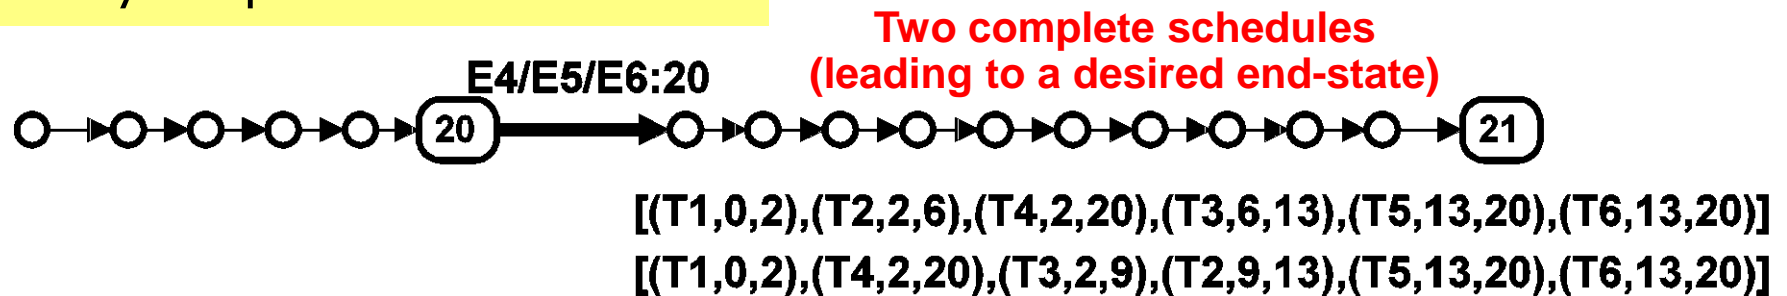 Two complete schedules
(leading to a desired end-state)
E4/E5/E6:20
20
21
[(T1,0,2),(T2,2,6),(T4,2,20),(T3,6,13),(T5,13,20),(T6,13,20)]
[(T1,0,2),(T4,2,20),(T3,2,9),(T2,9,13),(T5,13,20),(T6,13,20)]